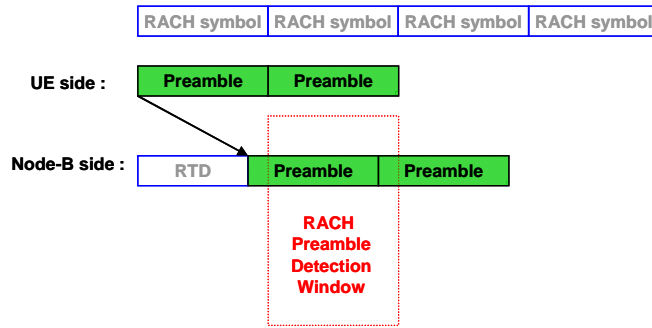 RACH symbol RACH symbol RACH symbol RACH symbol
UE side : Preamble Preamble
Node-B side : RTD Preamble Preamble
RACH
Preamble
Detection
Window